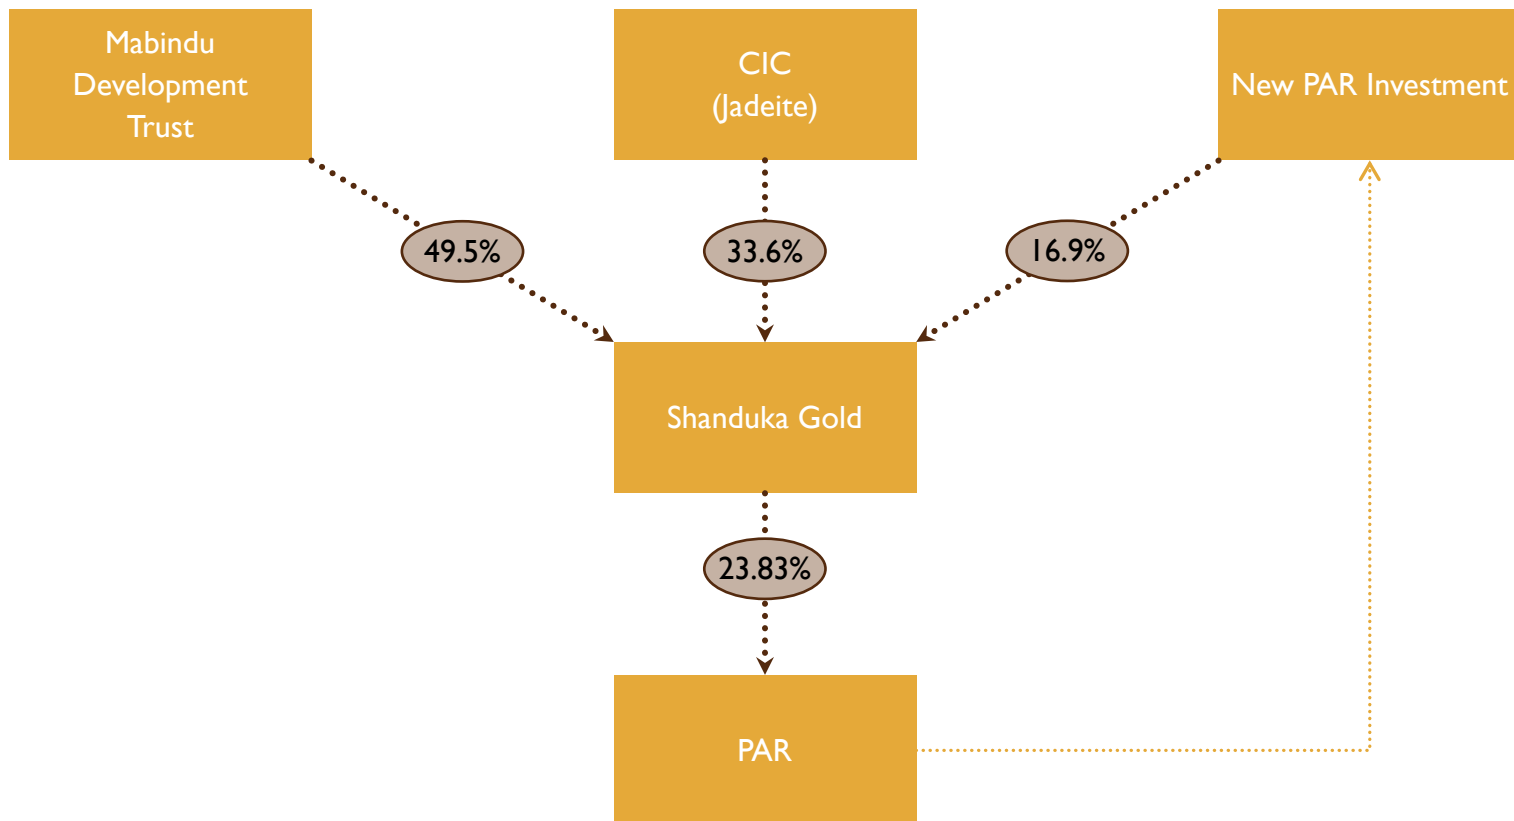 Mabindu
Development
Trust
CIC
(Jadeite)
New PAR Investment
49.5%
33.6%
16.9%
Shanduka Gold
23.83%
PAR